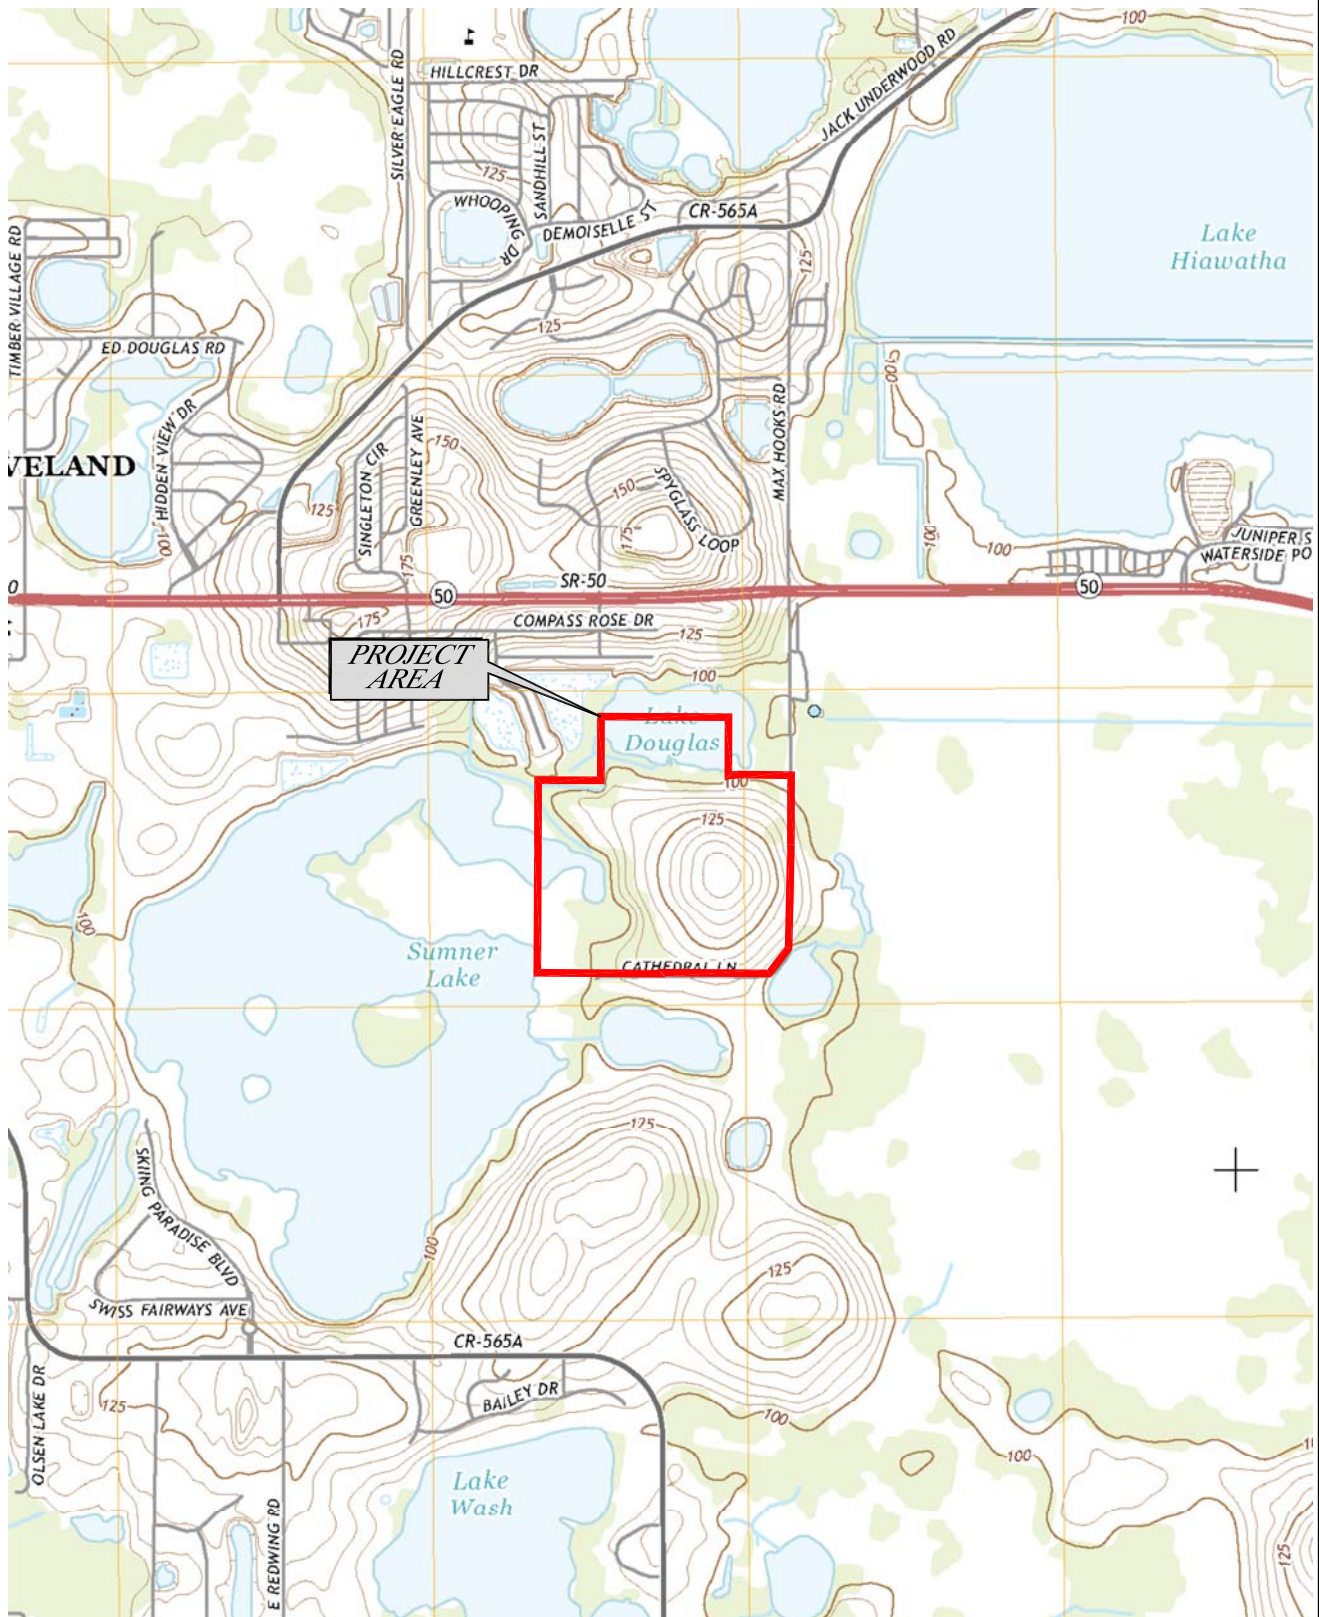 100
HILLCREST DR
SILVER EAGLE RD
JACK UNDERWOOD RD
SANDHILL ST
125
WHOOPING DR
CR-565A
DEMOISELLE ST
Lake
Hiawatha
TIMBER VILLAGE RD
125
125
ED DOUGLAS RD
100
HIDDEN VIEW DR
MAX HOOKS RD
GREENLEY AVE
150
VELAND
SINGLETON CIR
SPYGLASS LOOP
150
125
175
100
100
100
JUNIPER S
WATERSIDE PO
175
SR-50
0
50
50
175
COMPASS ROSE DR
125
PROJECT
AREA
100
Lake
Douglas
100
125
100
Sumner
Lake
CATHEDRAL LN
125
SKIING PARADISE BLVD
100
125
SWISS FAIRWAYS AVE
CR-565A
OLSEN LAKE DR
125
BAILEY DR
100
100
10
Lake
Wash
E REDWING RD
125